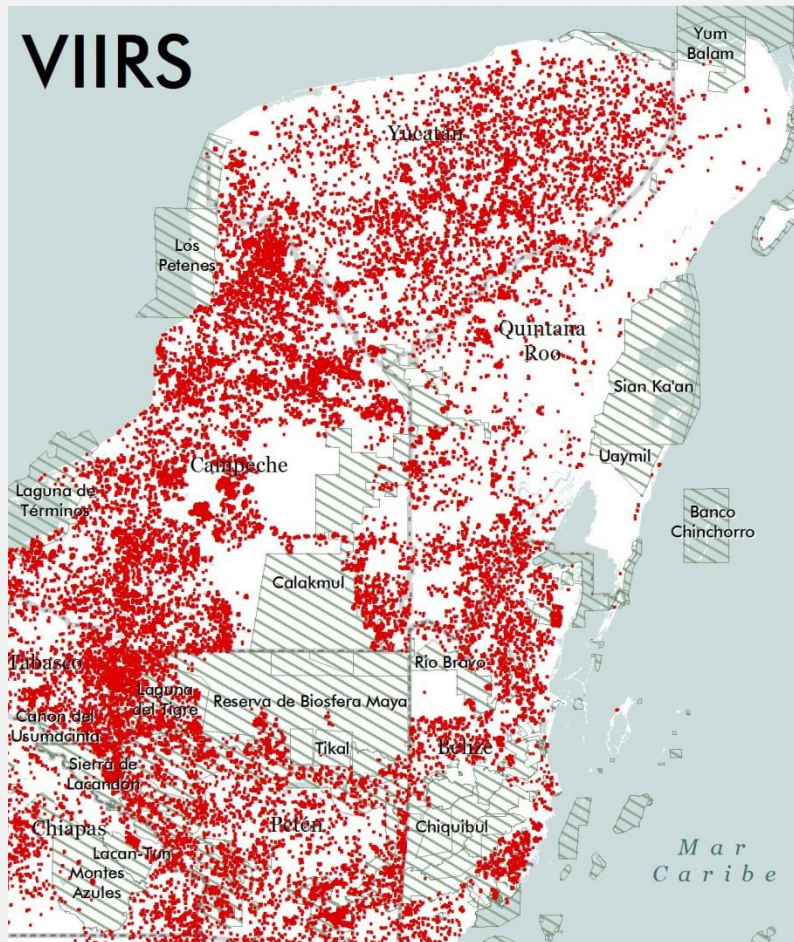 VIIRS
Yum
Balam
Yucatán
Los
Petenes
Quintana
Roo
Sian Ka'an
Uaymil
Campeche
Laguna de
Términos
Banco
Chinchorro
Calakmul
Tabasco
Río Bravo
Laguna
del Tigre
Reserva de Biosfera Maya
Cañon del
Usumacinta
Tikal
Belize
Sierra de
Lacandón
Chiapas
Petén
Chiquibul
Lacan-Tun
Montes
Azules
Mar
Caribe